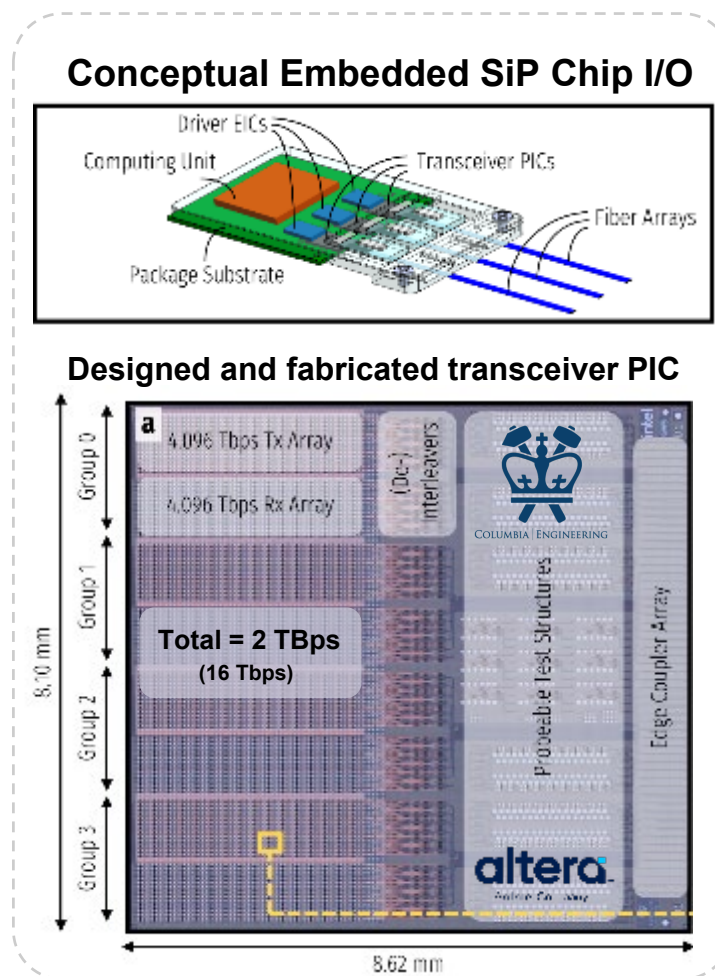 Conceptual Embedded SiP Chip I/O
Driver EICs
Computing Unit
Transceiver PICs
Fiber Arrays
Package Substrate
Designed and fabricated transceiver PIC
a
4.096 Tbps Tx Array
4.096 Tbps Rx Array
(De-)
Interleavers
intel
COLUMBIA | ENGINEERING
Group 0
Group 1
Group 2
Group 3
8.10 mm
Total = 2 TBps
(16 Tbps)
Probeable Test Structures
Edge Coupler Array
altera
8.62 mm